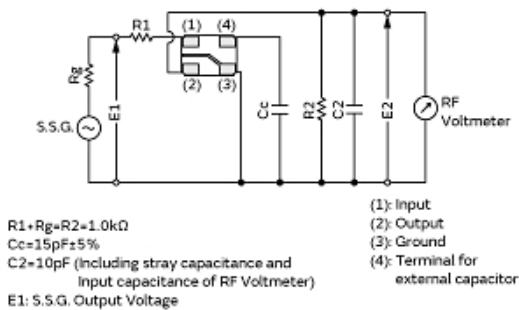 R1
(1)
(4)
(2)
(3)
Rg
S.S.G.
E1
Cc
R2
C2
E2
RF
Voltmeter
R1+Rg=R2=1.0kΩ
Cc=15pF±5%
C2=10pF (Including stray capacitance and
Input capacitance of RF Voltmeter)
E1: S.S.G. Output Voltage
(1): Input
(2): Output
(3): Ground
(4): Terminal for
external capacitor